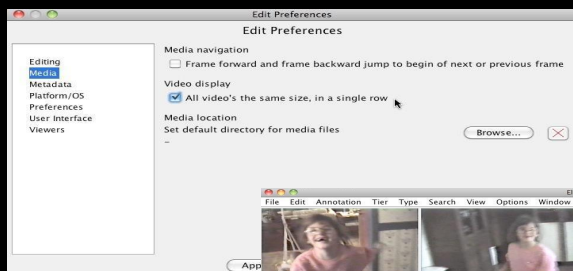 Edit Preferences
Edit Preferences
Editing
Media
Metadata
Platform/OS
Preferences
User Interface
Viewers
Media navigation
Frame forward and frame backward jump to begin of next or previous frame
Video display
All video's the same size, in a single row
Media location
Set default directory for media files
–
Browse...
File Edit Annotation Tier Type Search View Options Window
App